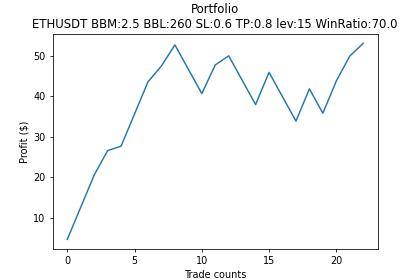 Portfolio
ETHUSDT BBM:2.5 BBL:260 SL:0.6 TP:0.8 lev:15 WinRatio:70.0
50
40
30
20
10
Profit ($)
0 5 10 15 20
Trade counts